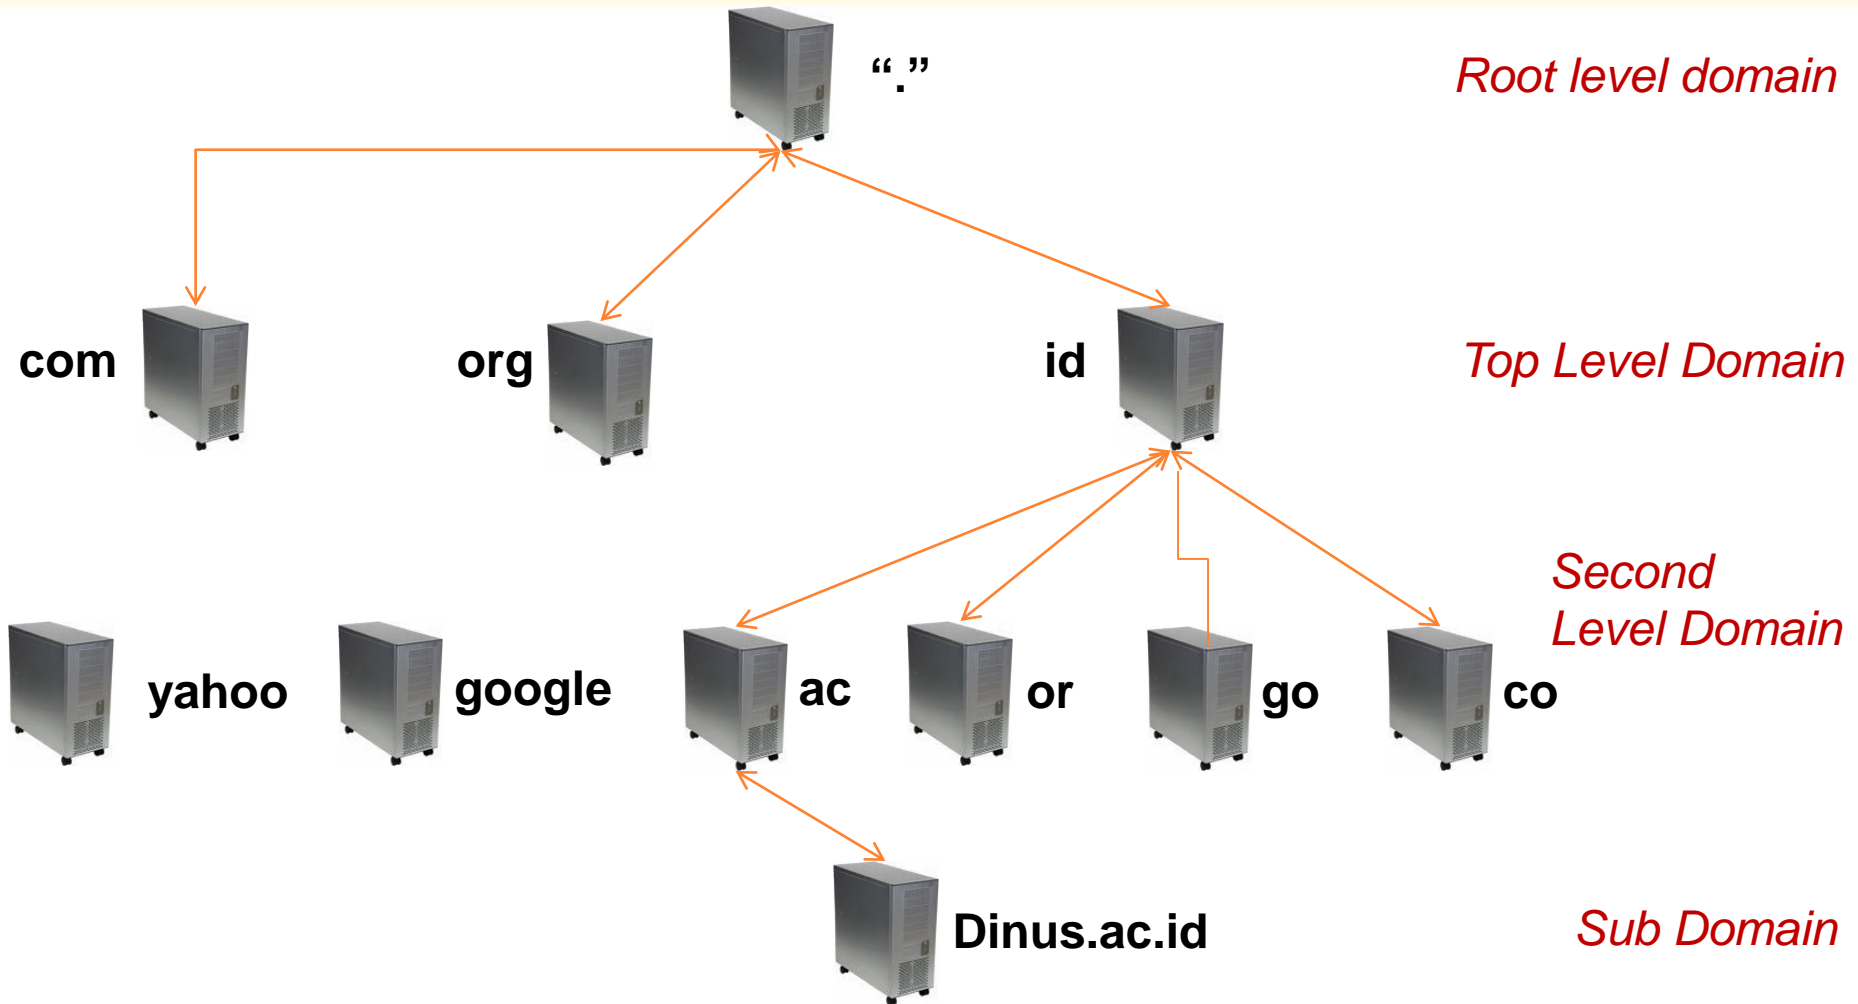 “.”
Root level domain
com
org
id
Top Level Domain
Second
Level Domain
yahoo
google
ac
or
go
co
Dinus.ac.id
Sub Domain